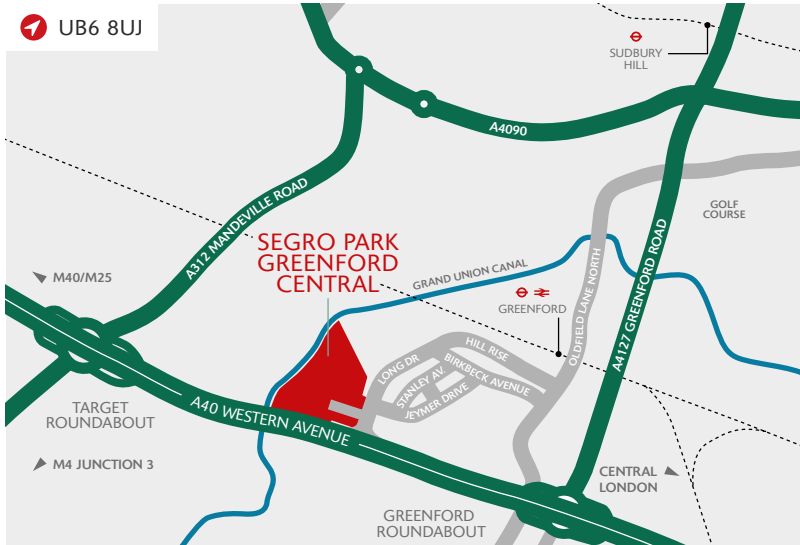 UB6 8UJ
SUDBURY
HILL
A4090
A312 MANDEVILLE ROAD
GOLF
COURSE
SEGRO PARK
GREENFORD
CENTRAL
M40/M25
GRAND UNION CANAL
GREENFORD
OLDFIELD LANE NORTH
A4127 GREENFORD ROAD
HILL RISE
LONG DR
STANLEY AV.
BIRKBECK AVENUE
JEYMER DRIVE
TARGET
ROUNDABOUT
A40 WESTERN AVENUE
M4 JUNCTION 3
CENTRAL
LONDON
GREENFORD
ROUNDABOUT